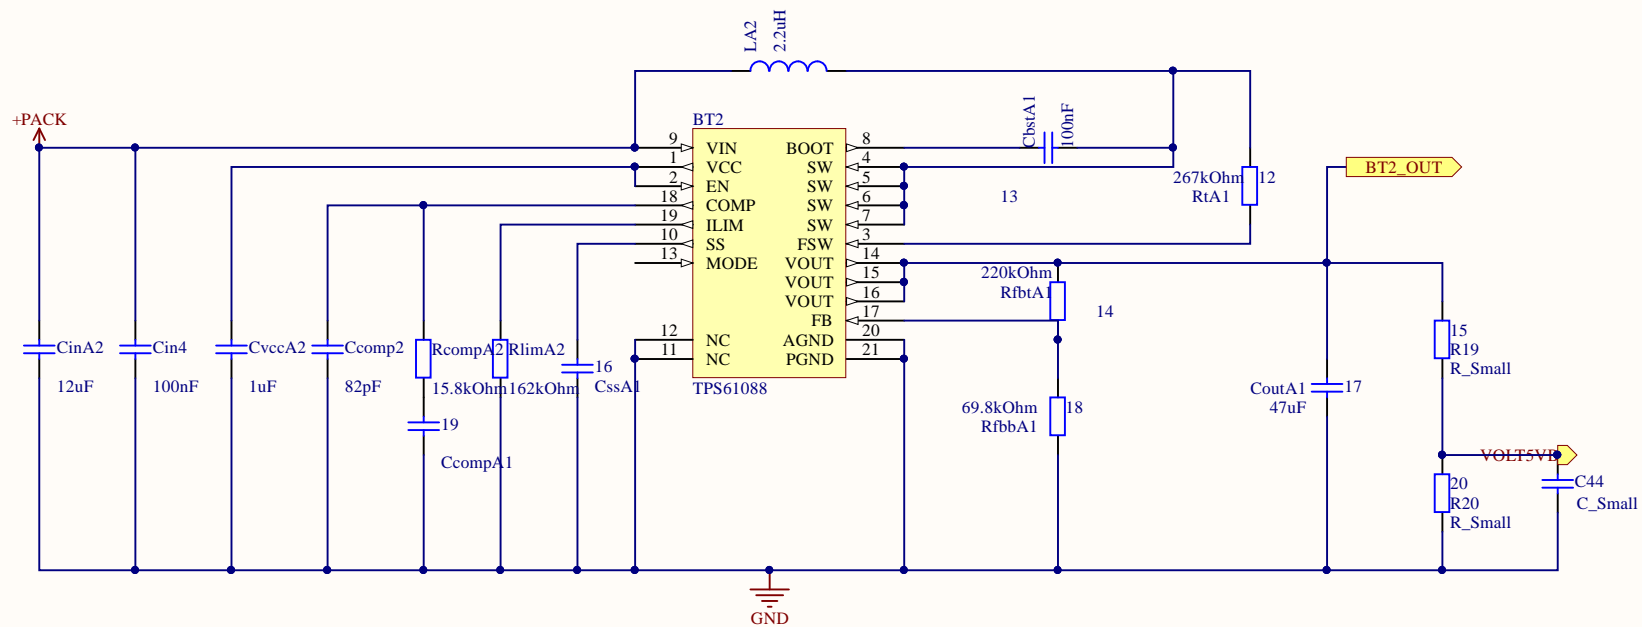 LA2
2.2uH
+PACK
BT2
9 VIN BOOT 8
1 VCC SW 4
2 EN SW 5
18 COMP SW 6
19 ILIM SW 7
10 SS FSW 3
13 MODE VOUT 14
VOUT 15
VOUT 16
FB 17
12 NC AGND 20
11 NC PGND 21
TPS61088
CbstA1
100nF
13
267kOhm 12
RtA1
BT2_OUT
220kOhm
RfbtA1
14
CinA2
12uF
Cin4
100nF
CvccA2
1uF
Ccomp2
82pF
RcompA2
15.8kOhm
RlimA2
162kOhm
16
CssA1
19
CcompA1
69.8kOhm 18
RfbbA1
CoutA1 17
47uF
15
R19
R_Small
VOLT5VB
20
R20
R_Small
C44
C_Small
GND